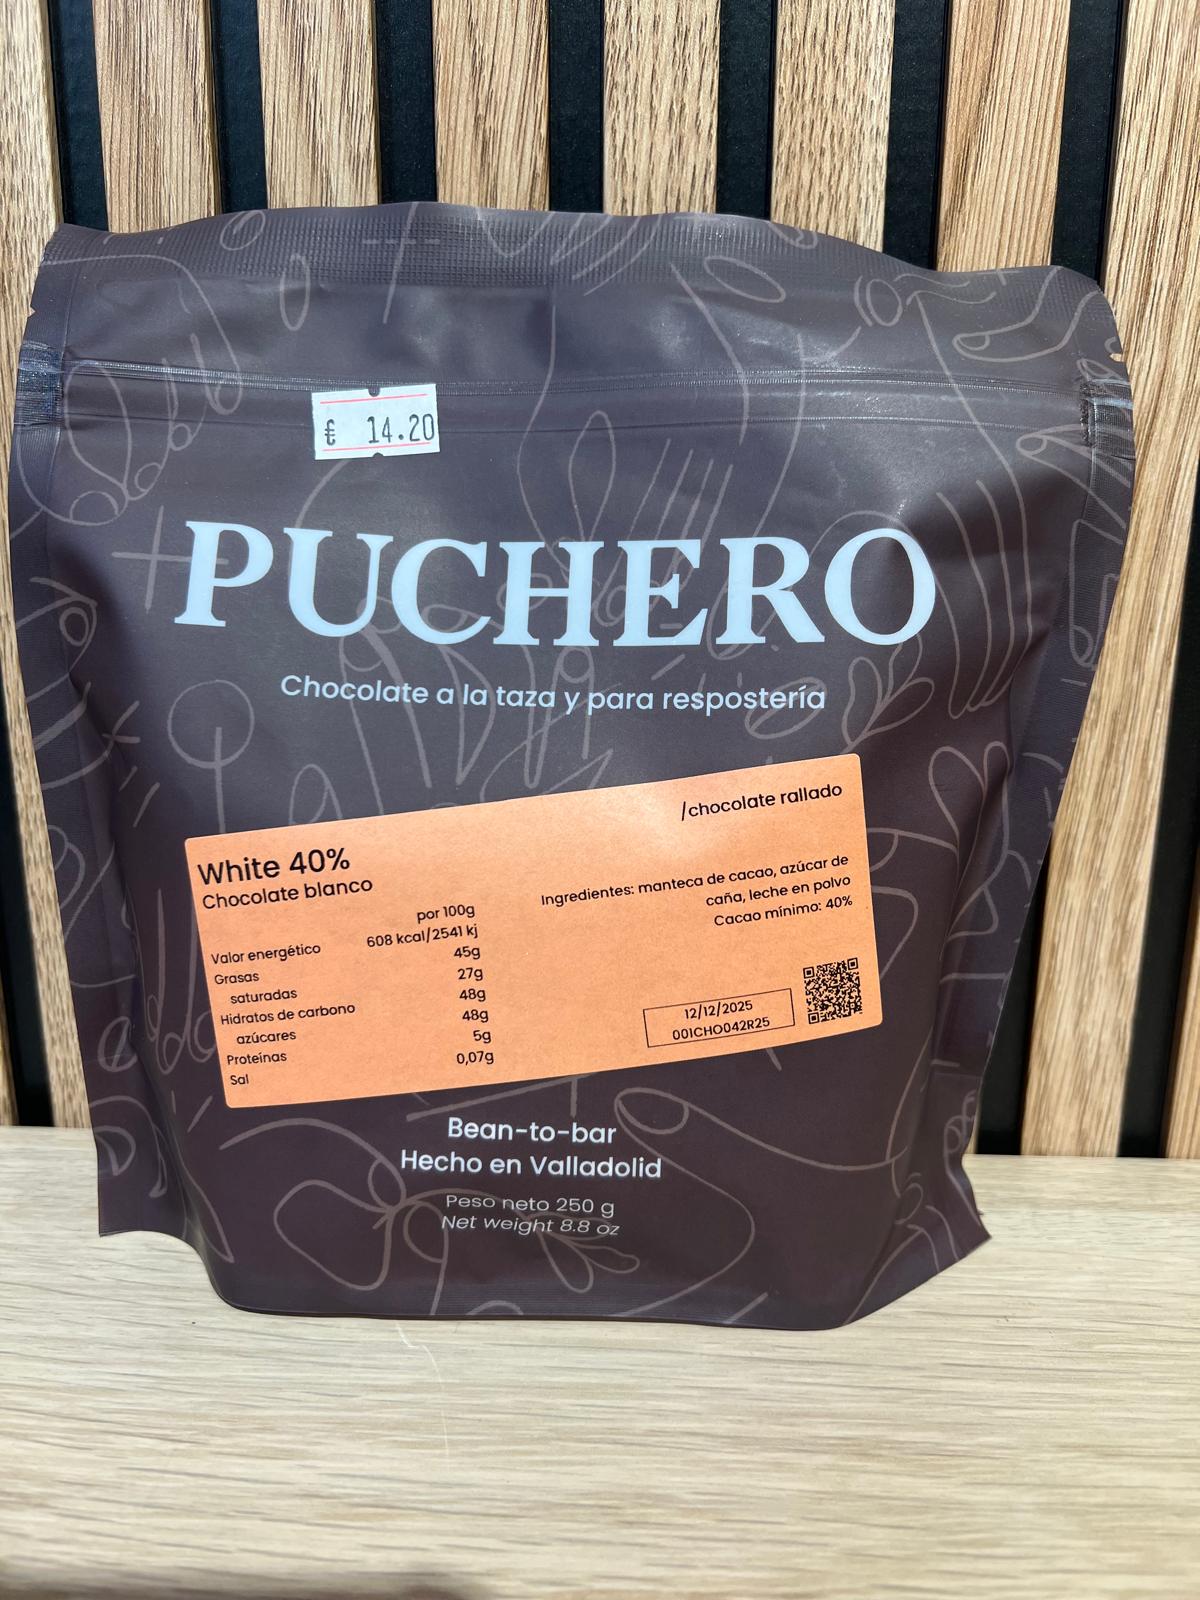 € 14.20
PUCHERO
Chocolate a la taza y para respostería
/chocolate rallado
White 40%
Chocolate blanco
por 100g
Valor energético 608 kcal/2541 kj
Grasas 45g
saturadas 27g
Hidratos de carbono 48g
azúcares 48g
Proteínas 5g
Sal 0,07g
Ingredientes: manteca de cacao, azúcar de
caña, leche en polvo
Cacao mínimo: 40%
12/12/2025
001CHO042R25
Bean-to-bar
Hecho en Valladolid
Peso neto 250 g
Net weight 8.8 oz